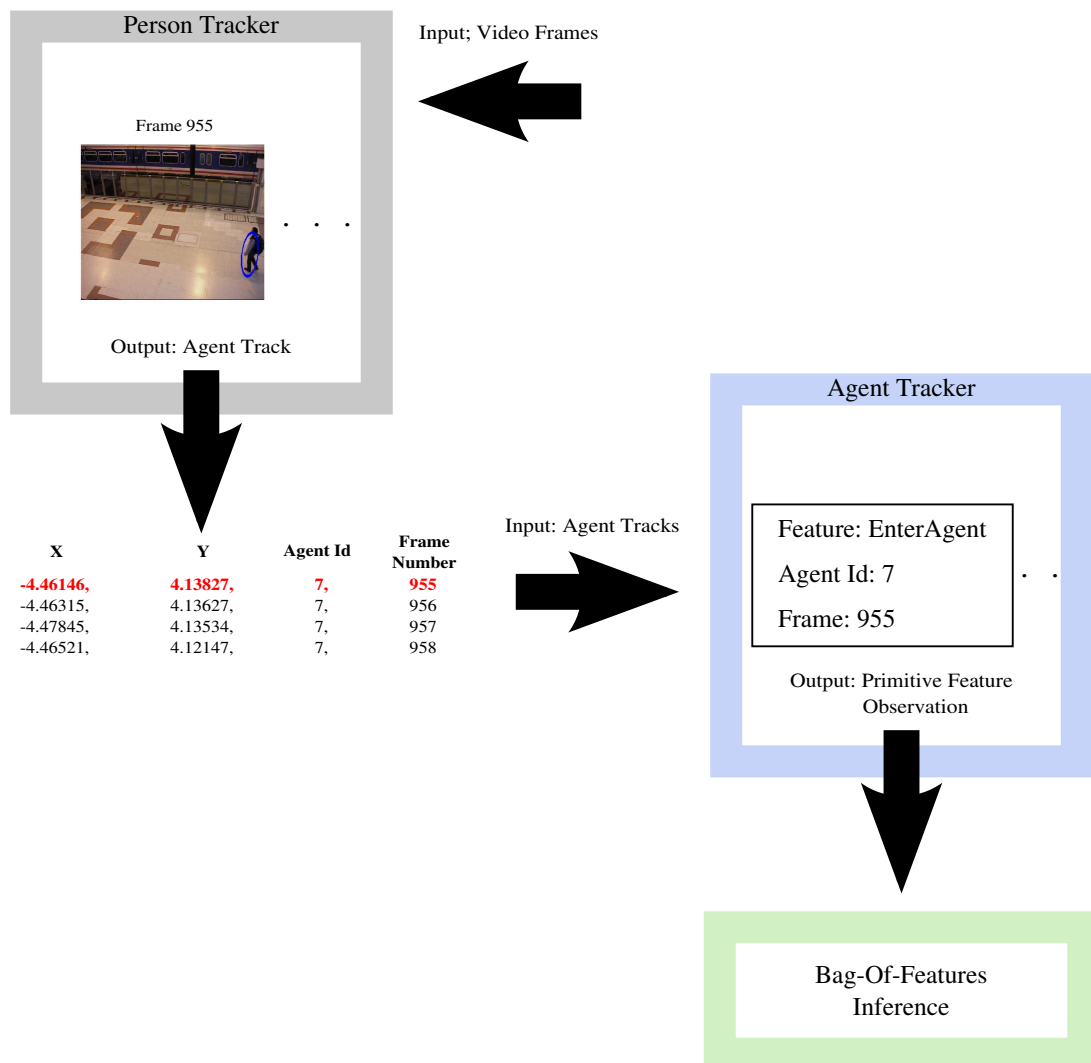 Person Tracker
Input; Video Frames
Frame 955
. . .
Output: Agent Track
X Y Agent Id Frame Number
-4.46146, 4.13827, 7, 955
-4.46315, 4.13627, 7, 956
-4.47845, 4.13534, 7, 957
-4.46521, 4.12147, 7, 958
Input: Agent Tracks
Agent Tracker
Feature: EnterAgent
Agent Id: 7
Frame: 955
. .
Output: Primitive Feature
Observation
Bag-Of-Features
Inference